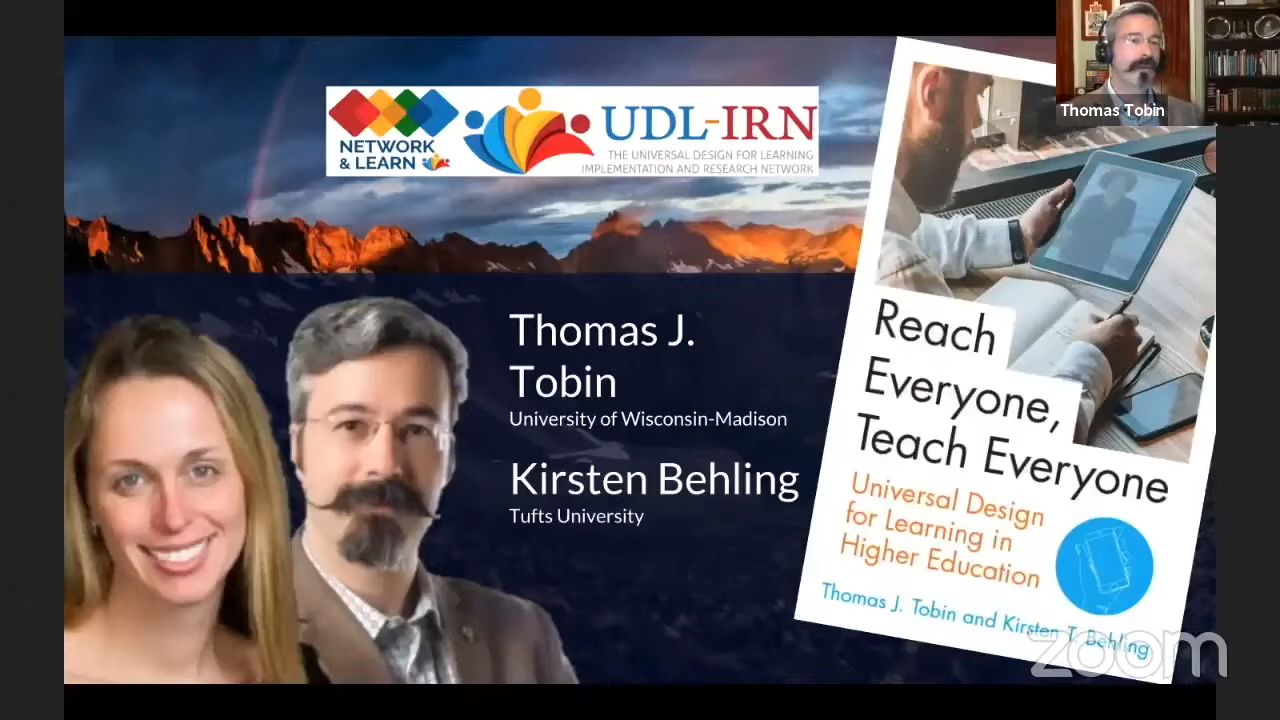 Thomas Tobin
NETWORK
& LEARN
UDL-IRN
THE UNIVERSAL DESIGN FOR LEARNING
IMPLEMENTATION AND RESEARCH NETWORK
Thomas J.
Tobin
University of Wisconsin-Madison
Kirsten Behling
Tufts University
Reach
Everyone,
Teach Everyone
Universal Design
for Learning in
Higher Education
Thomas J. Tobin and Kirsten T. Behling
zoom